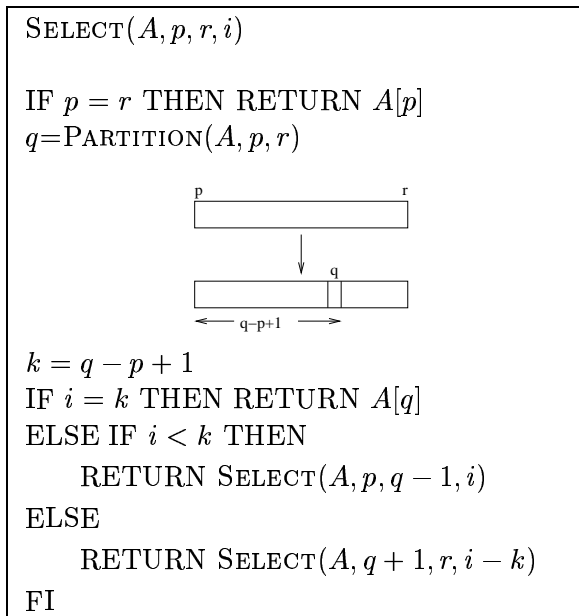 SELECT(A, p, r, i)
IF p = r THEN RETURN A[p]
q=PARTITION(A, p, r)
p r
q
q−p+1
k = q − p + 1
IF i = k THEN RETURN A[q]
ELSE IF i < k THEN
RETURN SELECT(A, p, q − 1, i)
ELSE
RETURN SELECT(A, q + 1, r, i − k)
FI